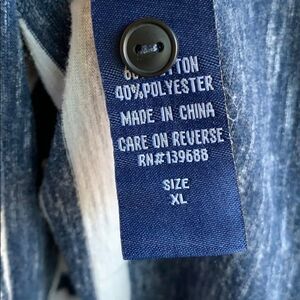 40%POLYESTER
MADE IN CHINA
CARE ON REVERSE
RN#139688
SIZE
XL